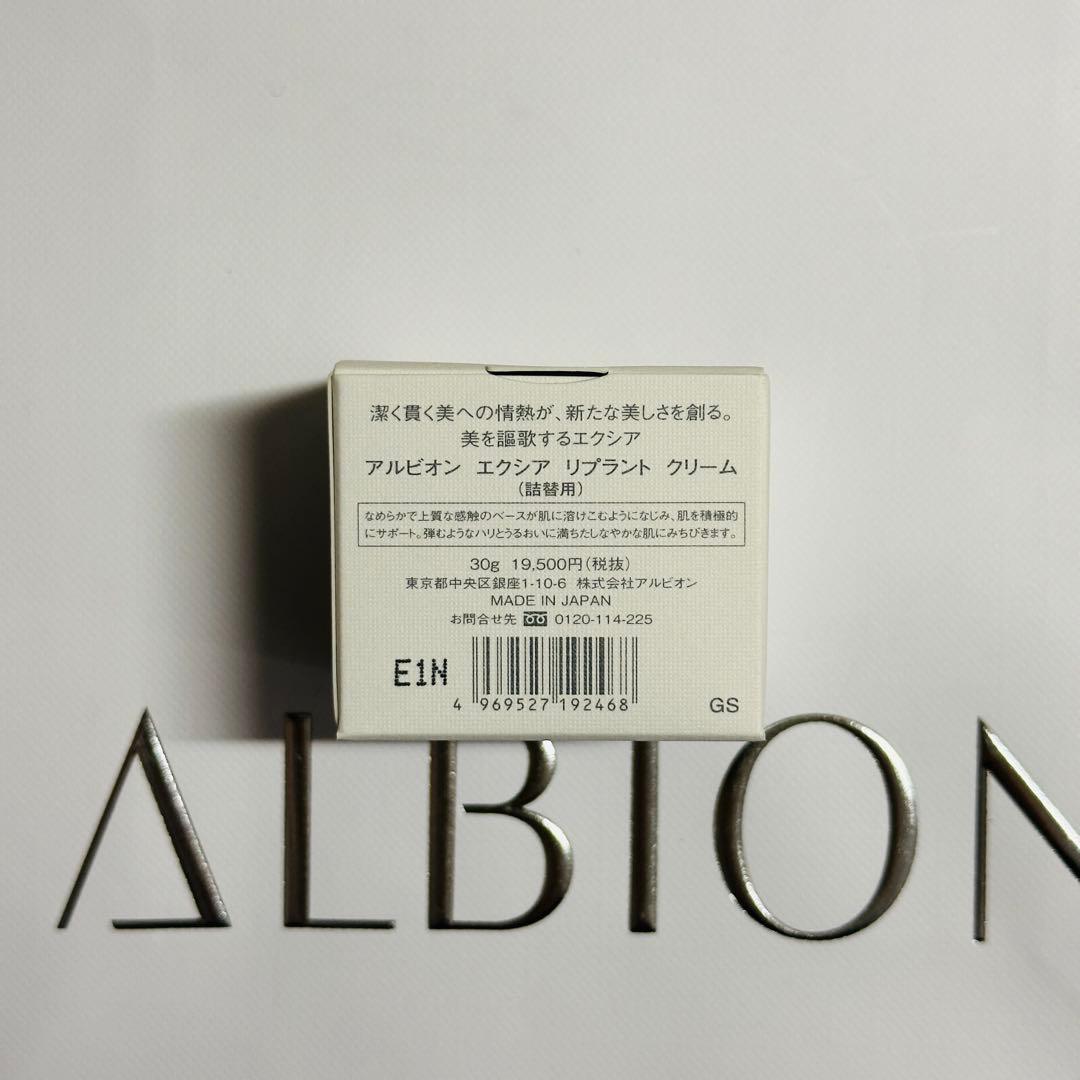 潔く貫く美への情熱が、新たな美しさを創る。
美を謳歌するエクシア
アルビオン エクシア リプラント クリーム
(詰替用)
なめらかで上質な感触のベースが肌に溶けこむようになじみ、肌を積極的
にサポート。弾むようなハリとうるおいに満ちたしなやかな肌にみちびきます。
30g 19,500円(税抜)
東京都中央区銀座1-10-6 株式会社アルビオン
MADE IN JAPAN
お問合せ先 0120-114-225
E1N
4 969527 192468
GS
ALBION